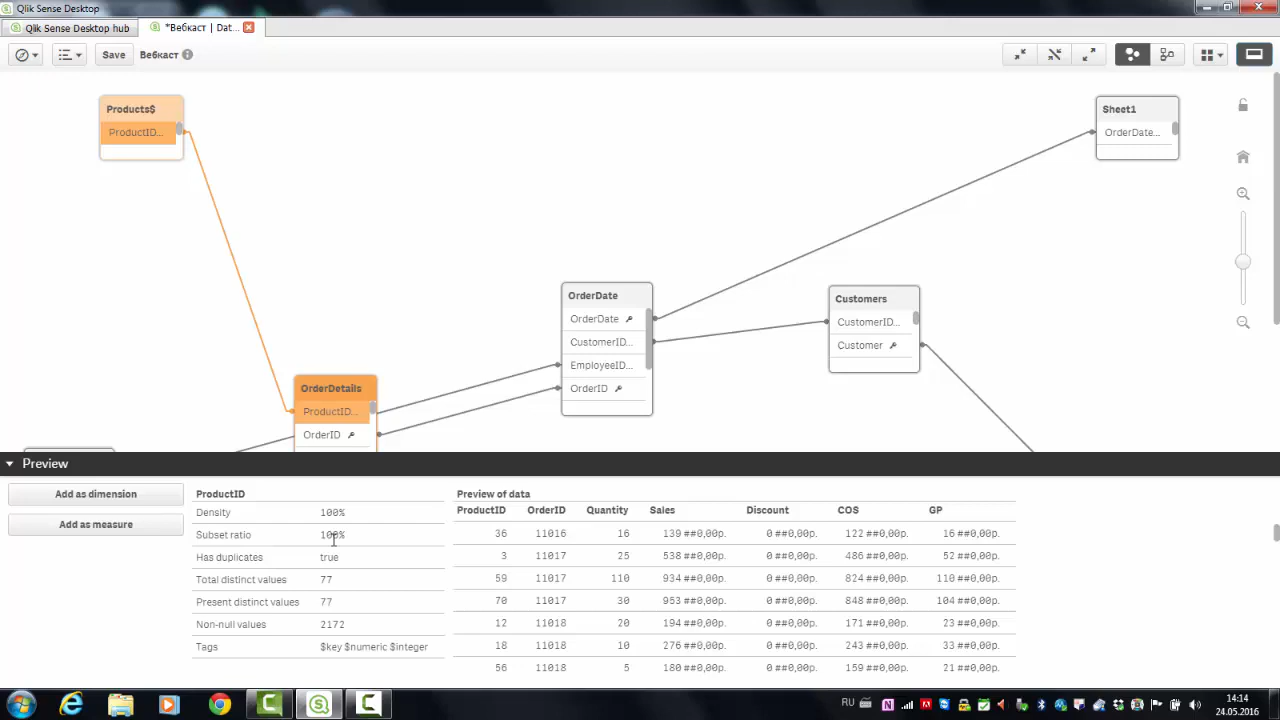 Qlik Sense Desktop
Qlik Sense Desktop hub
*Вебкаст | Dat...
Save
Вебкаст
Products$
ProductID...
Sheet1
OrderDate...
OrderDate
OrderDate
CustomerID...
EmployeeID...
OrderID
Customers
CustomerID...
Customer
OrderDetails
ProductID...
OrderID
Preview
Add as dimension
Add as measure
ProductID
Density 100%
Subset ratio 100%
Has duplicates true
Total distinct values 77
Present distinct values 77
Non-null values 2172
Tags $key $numeric $integer
Preview of data
ProductID OrderID Quantity Sales Discount COS GP
36 11016 16 139 ##0,00р. 0 ##0,00р. 122 ##0,00р. 16 ##0,00р.
3 11017 25 538 ##0,00р. 0 ##0,00р. 486 ##0,00р. 52 ##0,00р.
59 11017 110 934 ##0,00р. 0 ##0,00р. 824 ##0,00р. 110 ##0,00р.
70 11017 30 953 ##0,00р. 0 ##0,00р. 848 ##0,00р. 104 ##0,00р.
12 11018 20 194 ##0,00р. 0 ##0,00р. 171 ##0,00р. 23 ##0,00р.
18 11018 10 276 ##0,00р. 0 ##0,00р. 243 ##0,00р. 33 ##0,00р.
56 11018 5 180 ##0,00р. 0 ##0,00р. 159 ##0,00р. 21 ##0,00р.
RU
14:14
24.05.2016